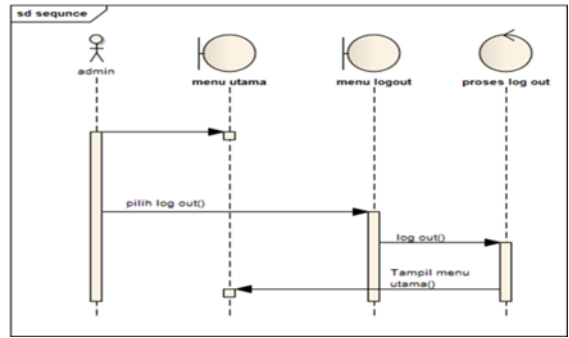 sd sequnce
admin
menu utama
menu logout
proses log out
pilih log out()
log out()
Tampil menu
utama()